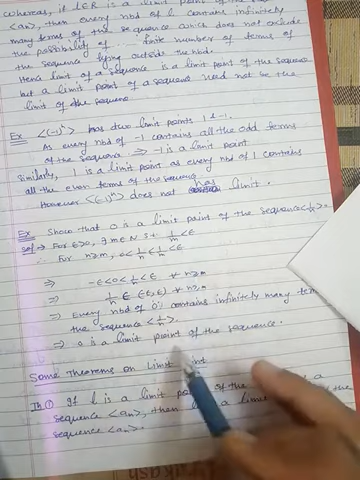 whereas, if l ∈ R is a limit point of the
<an>, then every nbd of l contains infinitely
many terms of the sequence which does not exclude
the possibility of finite number of terms of
the sequence lying outside the nbd.
Hence limit of a sequence is a limit point of the sequence
but a limit point of a sequence need not be the
limit of the sequence
Ex <(-1)^n> has two limit points 1 & -1.
As every nbd of -1 contains all the odd terms
of the sequence ⇒ -1 is a limit point.
Similarly, 1 is a limit point as every nbd of 1 contains
all the even terms of the sequence.
However <(-1)^n> does not has limit.
Ex Show that 0 is a limit point of the sequence <1/n>.
Sol→ For ε>0, ∃ m ∈ N s.t. 1/m < ε
∴ For n≥m, 0 < 1/n < 1/m < ε
⇒ -ε < 0 < 1/n < ε ∀ n≥m
⇒ 1/n ∈ (-ε, ε) ∀ n≥m
⇒ Every nbd of '0' contains infinitely many
the sequence <1/n>.
⇒ 0 is a limit point of the sequence.
Some Theorems on Limit
Th ① If l is a limit point of the a
sequence <an>, then a limit the
sequence <an>.